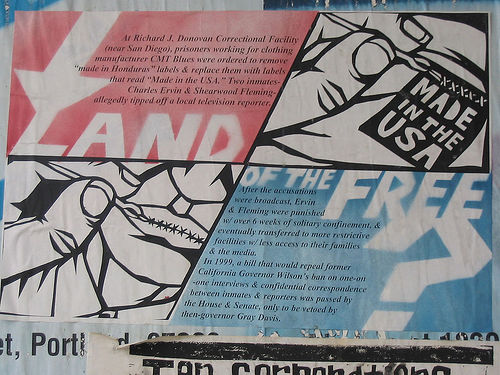 At Richard J. Donovan Correctional Facility
(near San Diego), prisoners working for clothing
manufacturer CMT Blues were ordered to remove
"made in Honduras" labels & replace them with labels
that read "Made in the USA." Two inmates-
Charles Ervin & Shearwood Fleming-
allegedly tipped off a local television reporter.
LAND
MADE
IN THE
USA
OF THE FREE
?
After the accusations
were broadcast, Ervin
& Fleming were punished
w/ over 6 weeks of solitary confinement, &
eventually transferred to more restrictive
facilities w/ less access to their families
& the media.
In 1999, a bill that would repeal former
California Governor Wilson's ban on one-on
-one interviews & confidential correspondence
between inmates & reporters was passed by
the House & Senate, only to be vetoed by
then-governor Gray Davis.
et, Portl d
Ten corporations